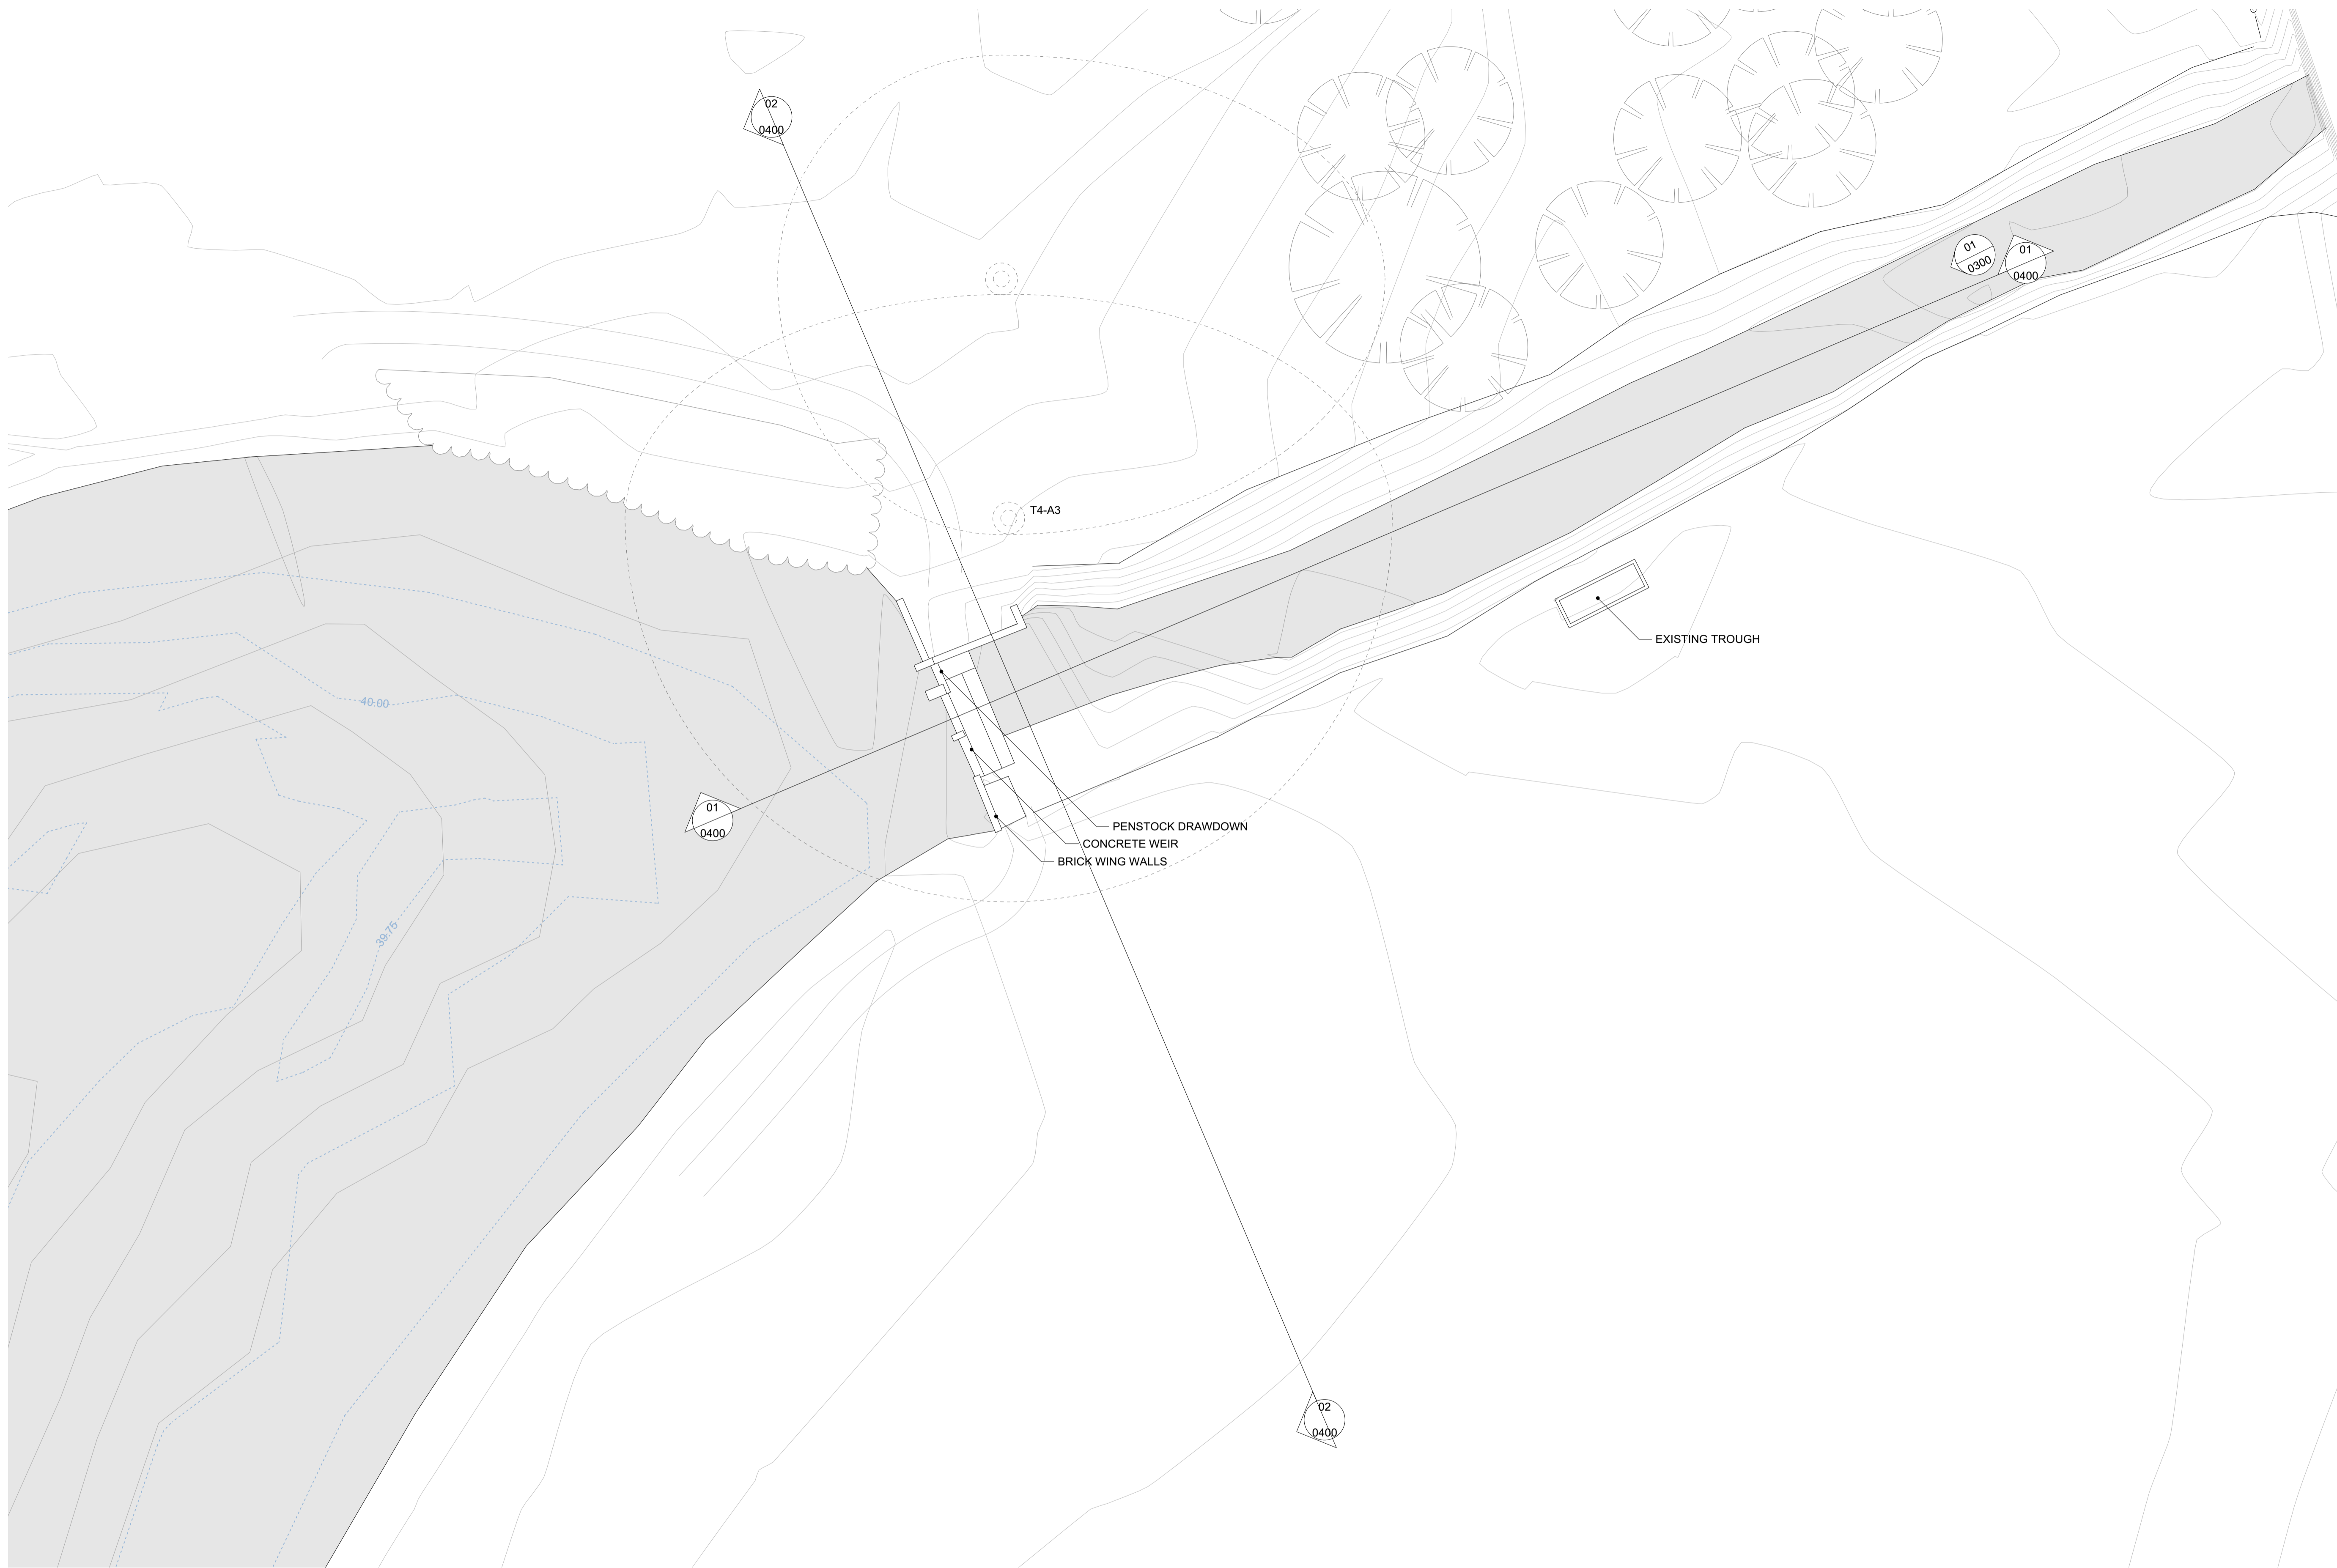 02
0400
01
0300
01
0400
T4-A3
EXISTING TROUGH
40.00
01
0400
PENSTOCK DRAWDOWN
CONCRETE WEIR
BRICK WING WALLS
39.75
02
0400